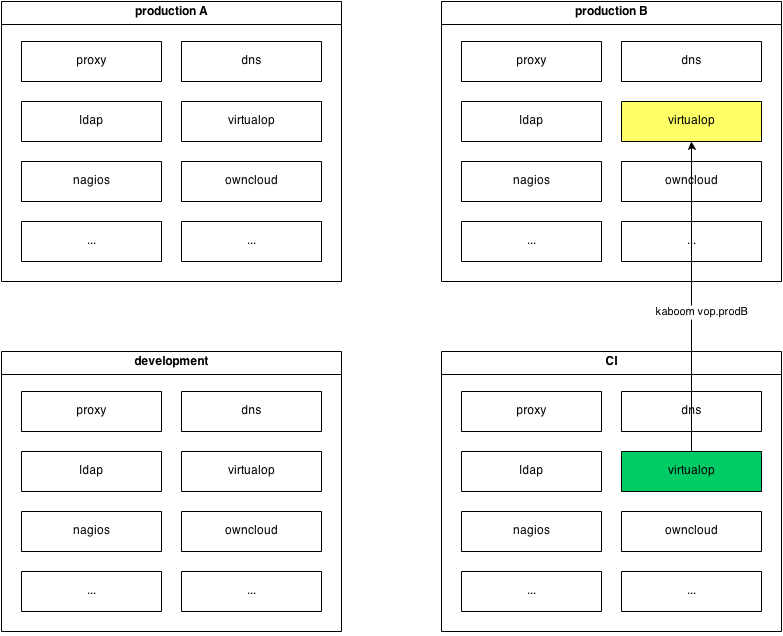 production A
proxy
dns
ldap
virtualop
nagios
owncloud
...
...
production B
proxy
dns
ldap
virtualop
nagios
owncloud
...
...
kaboom vop.prodB
development
proxy
dns
ldap
virtualop
nagios
owncloud
...
...
CI
proxy
dns
ldap
virtualop
nagios
owncloud
...
...